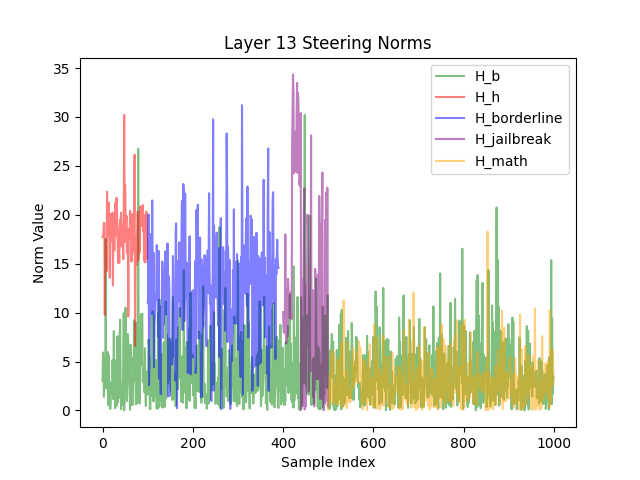 Layer 13 Steering Norms
35
30
25
20
15
10
5
0
Norm Value
H_b
H_h
H_borderline
H_jailbreak
H_math
0 200 400 600 800 1000
Sample Index